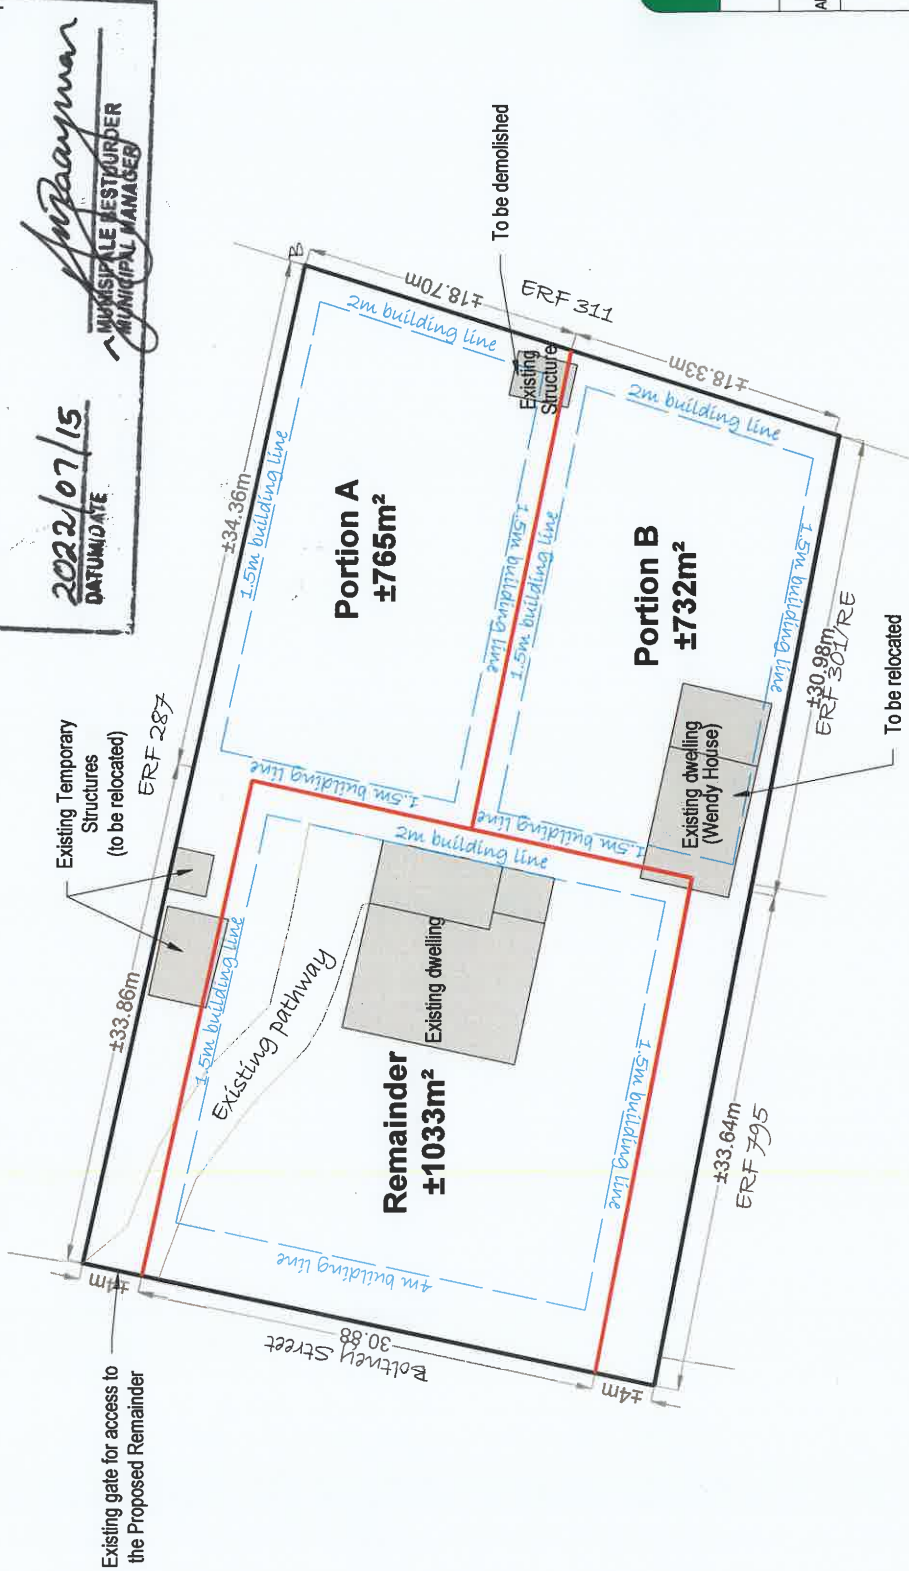 2022/07/15
DATUM/DATE
MUNISIPALE BESTUURDER
MUNICIPAL MANAGER
To be demolished
B
±18.70m
ERF 311
±18.33m
2m building line
Existing
Structure
2m building line
±34.36m
1.5m building line
Portion A
±765m²
1.5m building line
1.5m building line
Portion B
±732m²
1.5m building line
±30.98m
ERF 301/RE
To be relocated
Existing Temporary
Structures
(to be relocated)
ERF 287
1.5m building line
2m building line
1.5m building line
Existing dwelling
(Wendy House)
±33.86m
1.5m building line
Existing pathway
Existing dwelling
Remainder
±1033m²
1.5m building line
±33.64m
ERF 795
4m building line
±4m
30.88
Boltney Street
±4m
Existing gate for access to
the Proposed Remainder